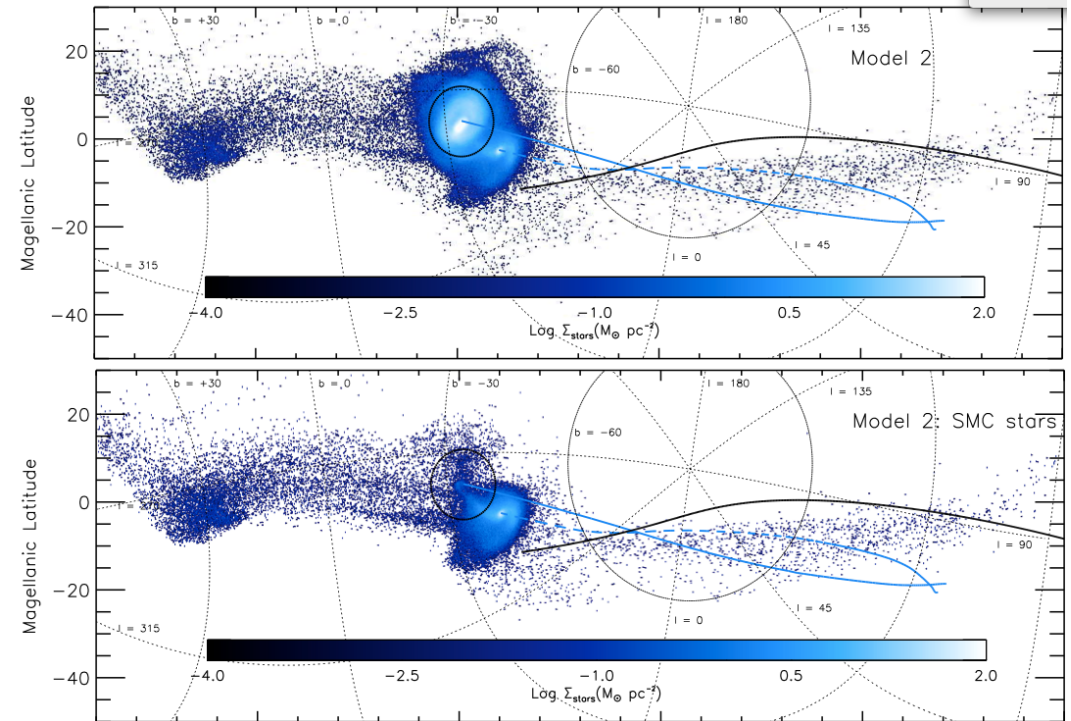 b = +30 b = 0 b = -30 l = 180 l = 135
20 Model 2
b = -60
0
l = 90
-20 l = 45
l = 0
l = 315
-40
-4.0 -2.5 -1.0 0.5 2.0
Log Σstars(M⊙ pc⁻²)
Magellanic Latitude
b = +30 b = 0 b = -30 l = 180 l = 135
20 Model 2: SMC stars
b = -60
0
l = 90
-20 l = 45
l = 0
l = 315
-40
-4.0 -2.5 -1.0 0.5 2.0
Log Σstars(M⊙ pc⁻²)
Magellanic Latitude